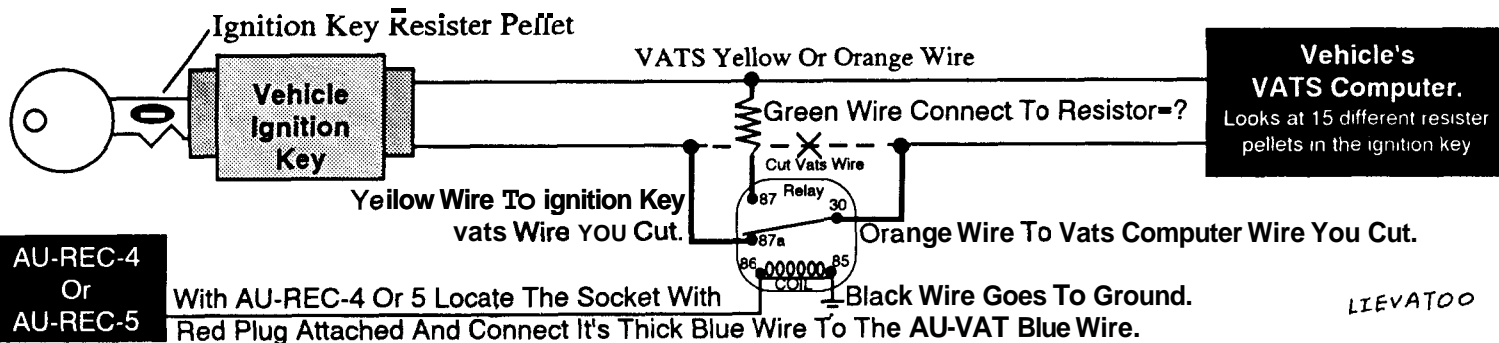 Ignition Key Resister Pellet
VATS Yellow Or Orange Wire
Vehicle's
VATS Computer.
Looks at 15 different resister
pellets in the ignition key
Vehicle
Ignition
Key
Green Wire Connect To Resistor=?
Cut Vats Wire
Relay
87
30
87a
86
85
COIL
Yeilow Wire To ignition Key
vats Wire YOU Cut.
Orange Wire To Vats Computer Wire You Cut.
AU-REC-4
Or
AU-REC-5
With AU-REC-4 Or 5 Locate The Socket With
Red Plug Attached And Connect It's Thick Blue Wire To The AU-VAT Blue Wire.
Black Wire Goes To Ground.
LIEVATOO